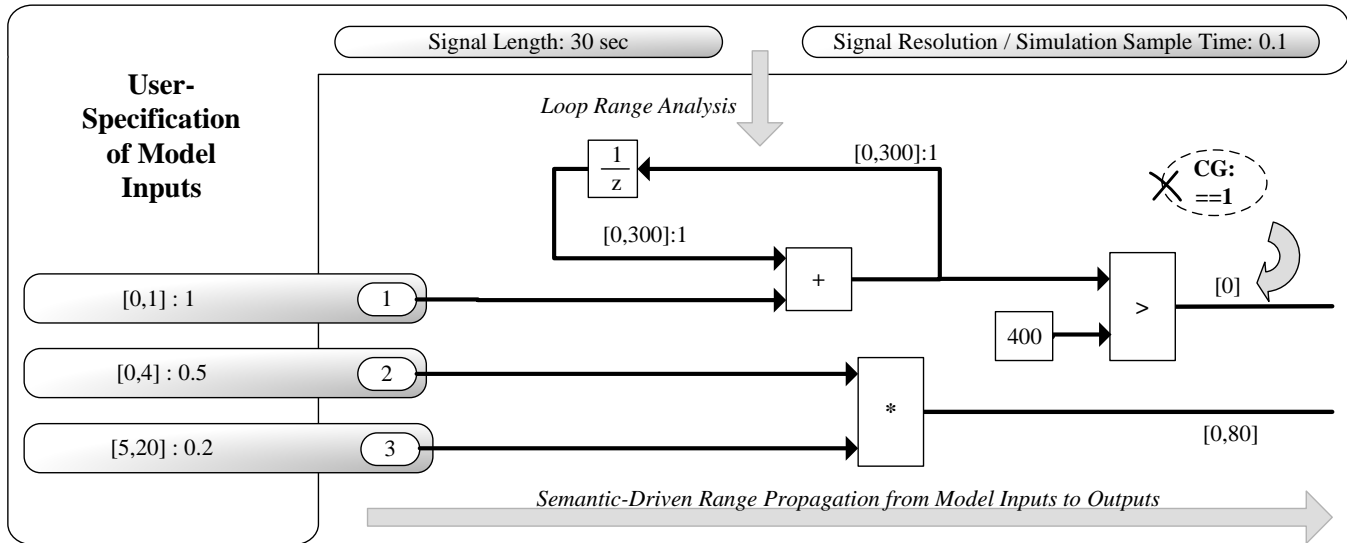 Signal Length: 30 sec
Signal Resolution / Simulation Sample Time: 0.1
User-
Specification
of Model
Inputs
Loop Range Analysis
1
z
[0,300]:1
CG:
==1
[0,300]:1
+
[0,1] : 1
1
[0]
>
400
[0,4] : 0.5
2
*
[5,20] : 0.2
3
[0,80]
Semantic-Driven Range Propagation from Model Inputs to Outputs